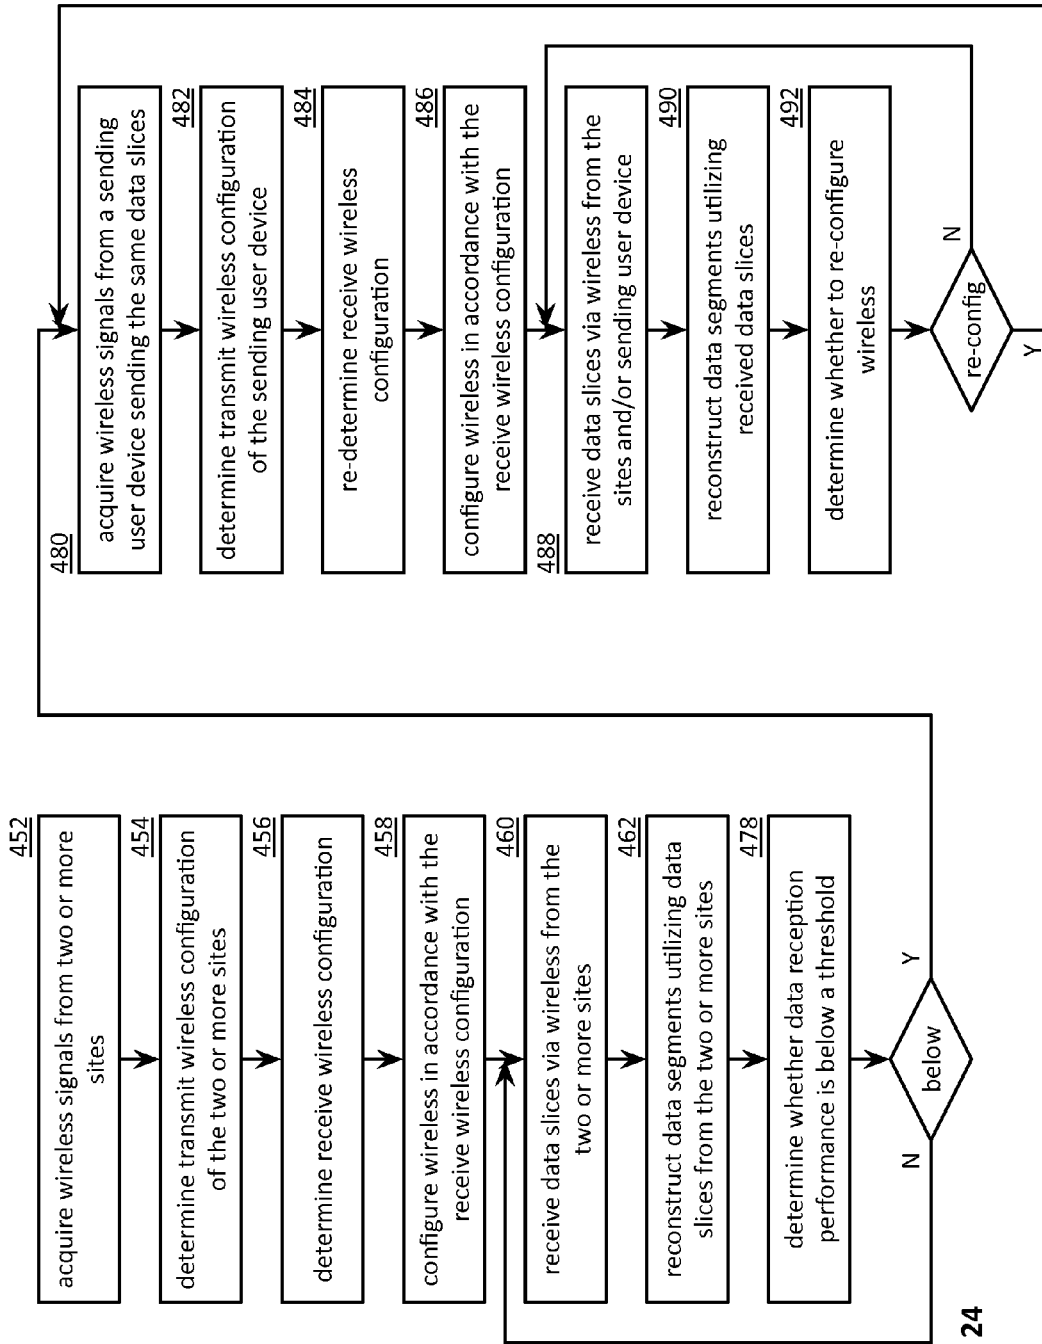 452
acquire wireless signals from two or more
sites
454
determine transmit wireless configuration
of the two or more sites
456
determine receive wireless configuration
458
configure wireless in accordance with the
receive wireless configuration
460
receive data slices via wireless from the
two or more sites
462
reconstruct data segments utilizing data
slices from the two or more sites
478
determine whether data reception
performance is below a threshold
below
N
Y
480
acquire wireless signals from a sending
user device sending the same data slices
482
determine transmit wireless configuration
of the sending user device
484
re-determine receive wireless
configuration
486
configure wireless in accordance with the
receive wireless configuration
488
receive data slices via wireless from the
sites and/or sending user device
490
reconstruct data segments utilizing
received data slices
492
determine whether to re-configure
wireless
re-config
N
Y
24